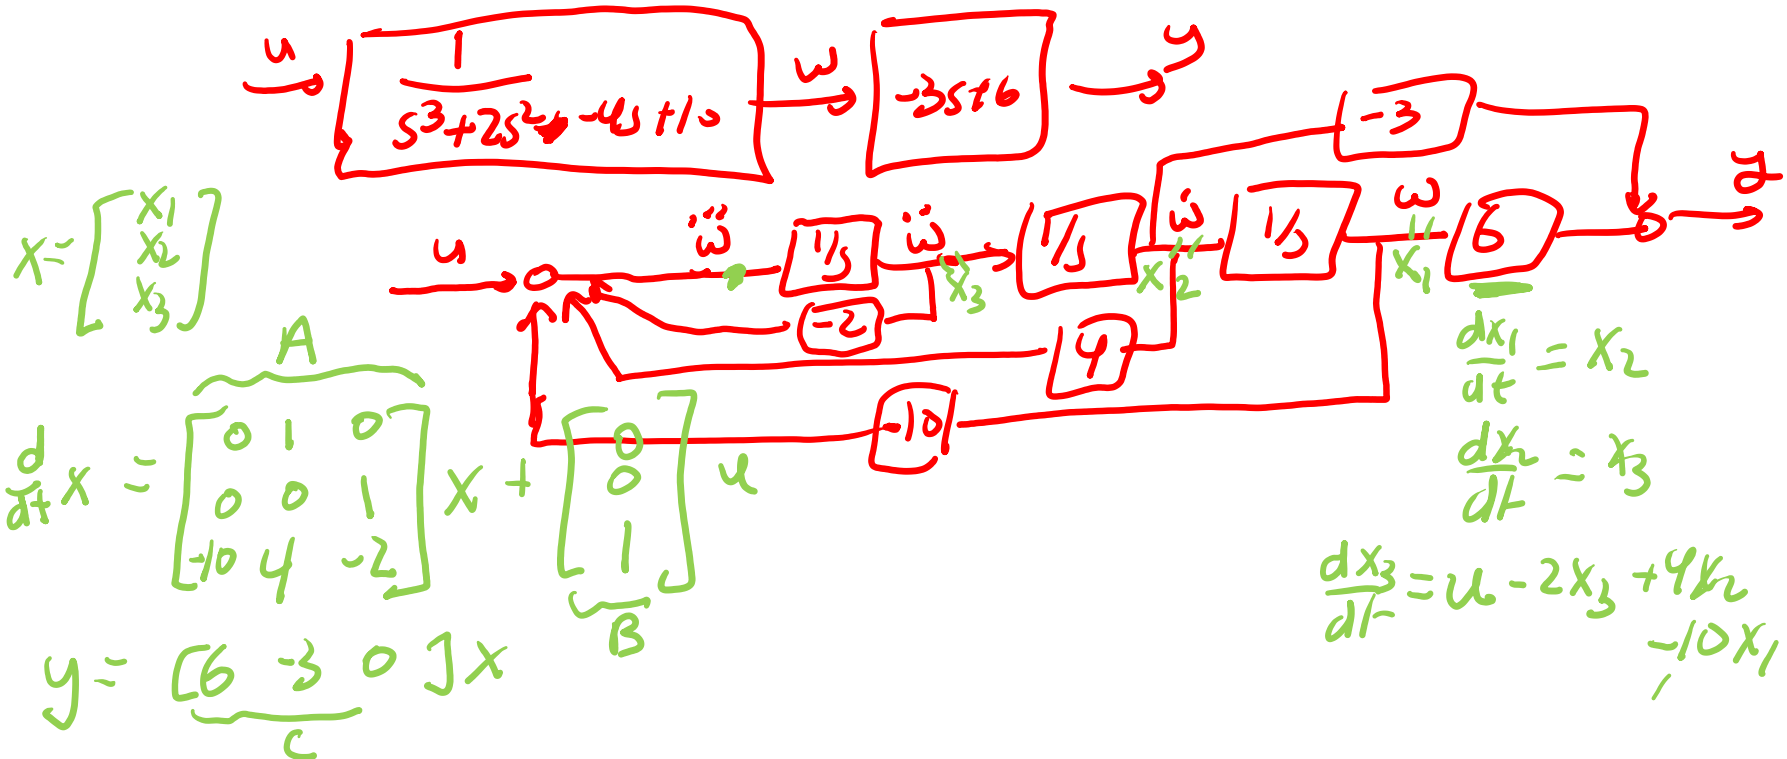 u 1 / (s³+2s² -4s+10) w -3s+6 y
-3
x = [x₁ x₂ x₃]
u w⃛ 1/s ẅ 1/s ẇ 1/s w 6 y
x₃ x₂ x₁
-2
4
-10
dx₁/dt = x₂
dx₂/dt = x₃
dx₃/dt = u - 2x₃ + 4x₂
-10x₁
A
d/dt x = [0 1 0; 0 0 1; -10 4 -2] x + [0; 0; 1] u
B
y = [6 -3 0] x
C